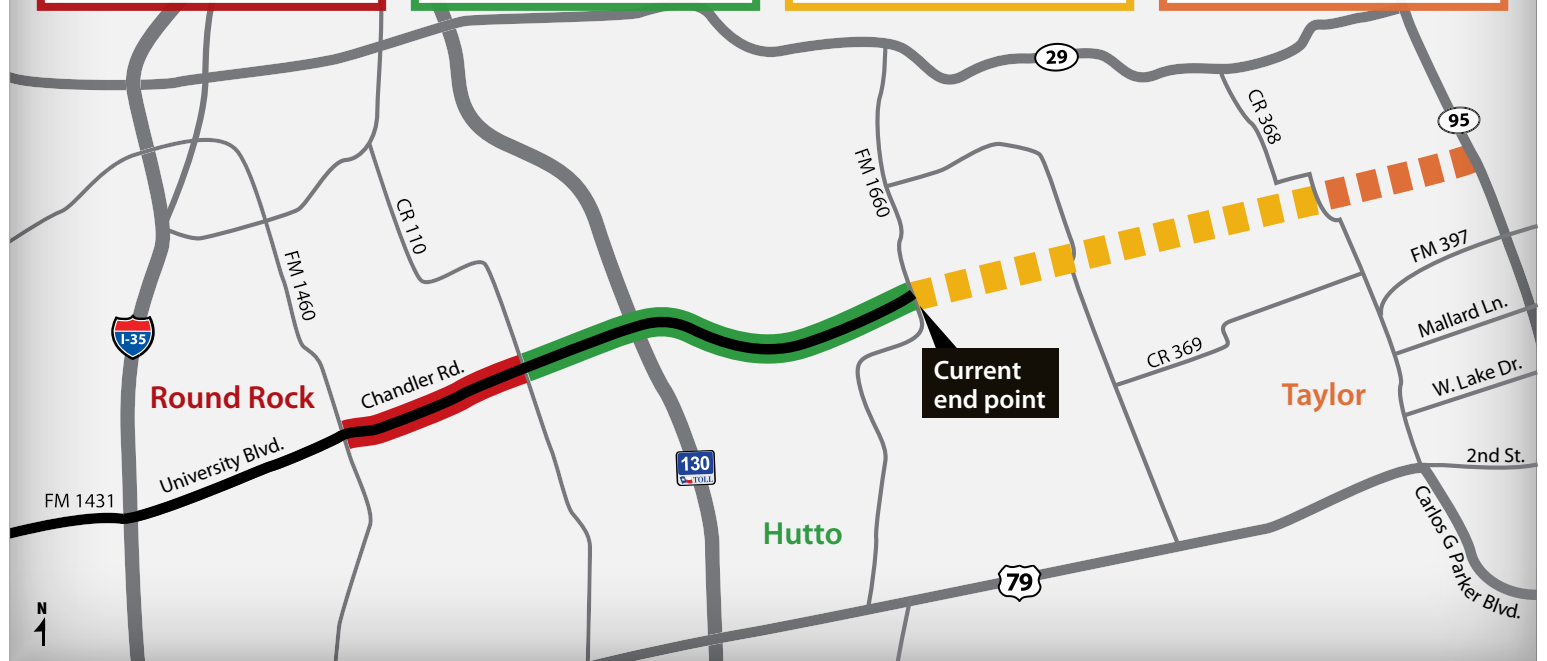 29
95
CR 368
FM 1660
CR 110
FM 397
FM 1460
Mallard Ln.
I-35
CR 369
Current
end point
Chandler Rd.
W. Lake Dr.
Round Rock
Taylor
University Blvd.
2nd St.
130
TOLL
FM 1431
Hutto
Carlos G Parker Blvd.
79
N